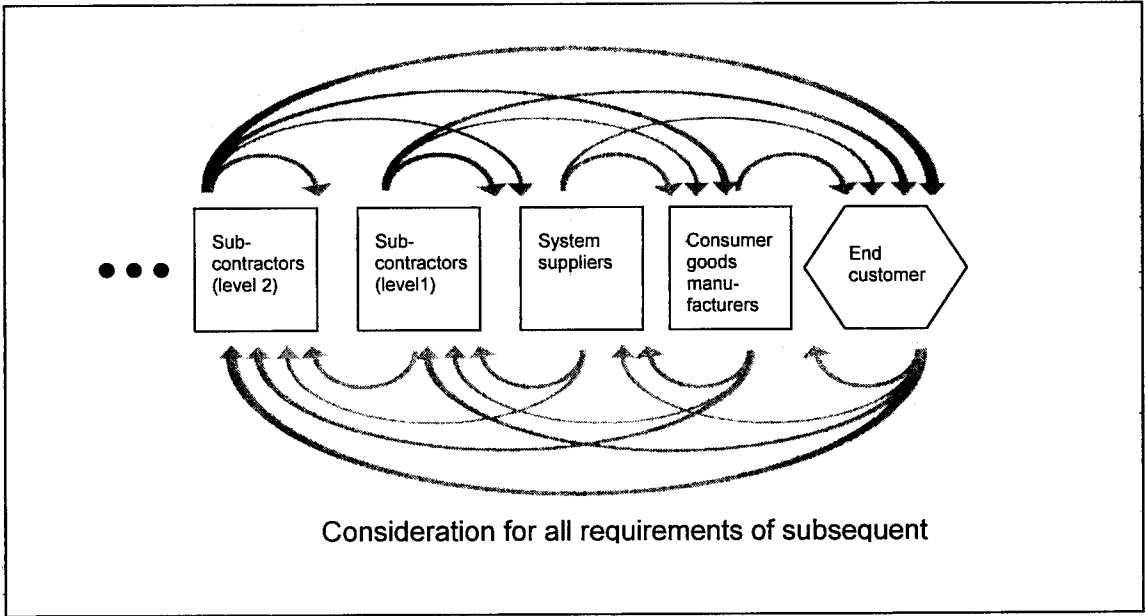 Sub-
contractors
(level 2)
Sub-
contractors
(level1)
System
suppliers
Consumer
goods
manu-
facturers
End
customer
Consideration for all requirements of subsequent